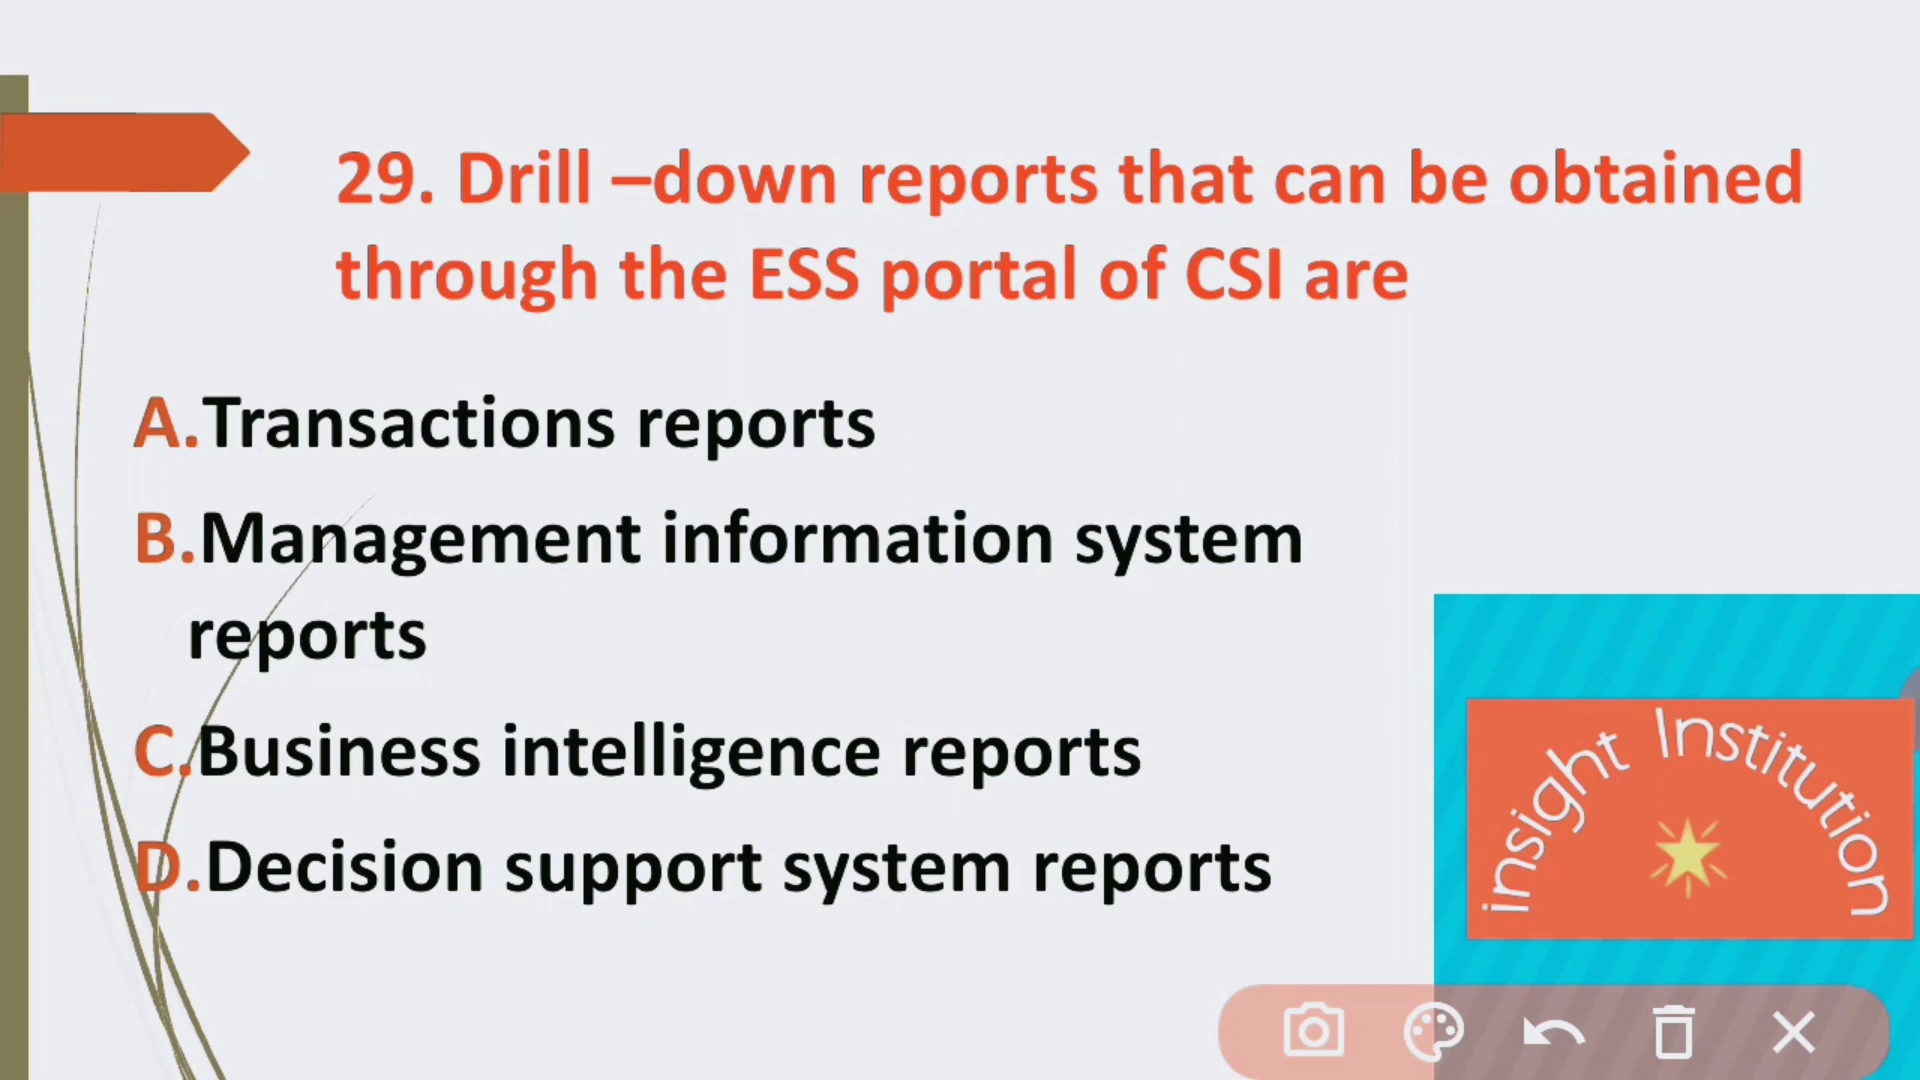 29. Drill –down reports that can be obtained
through the ESS portal of CSI are
A.Transactions reports
B.Management information system
reports
C.Business intelligence reports
D.Decision support system reports
insight Institution